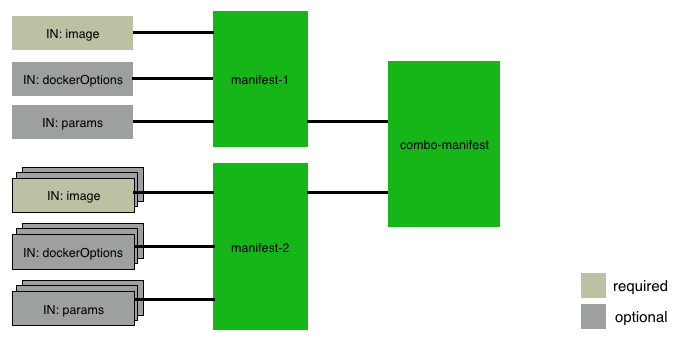 IN: image
IN: dockerOptions
IN: params
manifest-1
IN: image
IN: dockerOptions
IN: params
manifest-2
combo-manifest
required
optional